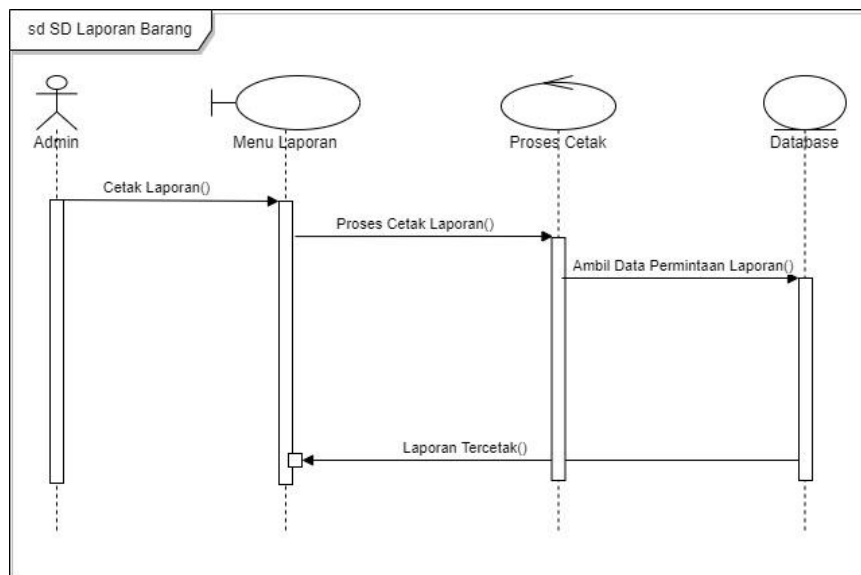 sd SD Laporan Barang
Admin
Menu Laporan
Proses Cetak
Database
Cetak Laporan()
Proses Cetak Laporan()
Ambil Data Permintaan Laporan()
Laporan Tercetak()